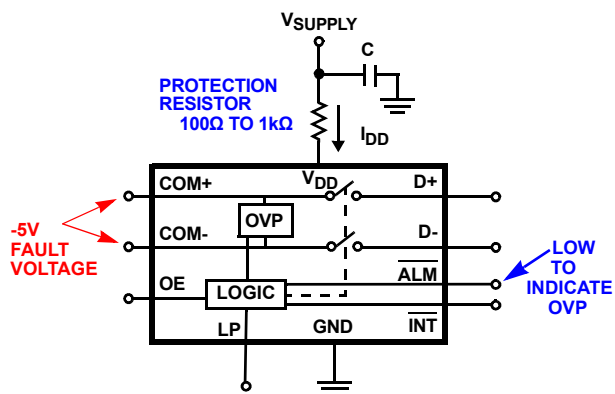 VSUPPLY
C
PROTECTION
RESISTOR
100Ω TO 1kΩ
IDD
COM+
VDD
D+
OVP
-5V
FAULT
VOLTAGE
COM-
D-
LOW
TO
INDICATE
OVP
OE
LOGIC
ALM
LP
GND
INT